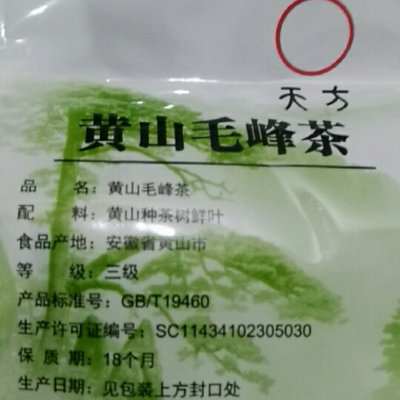 天方
黄山毛峰茶
品 名：黄山毛峰茶
配 料：黄山种茶树鲜叶
食品产地：安徽省黄山市
等 级：三级
产品标准号：GB/T19460
生产许可证编号：SC11434102305030
保 质 期：18个月
生产日期：见包装上方封口处